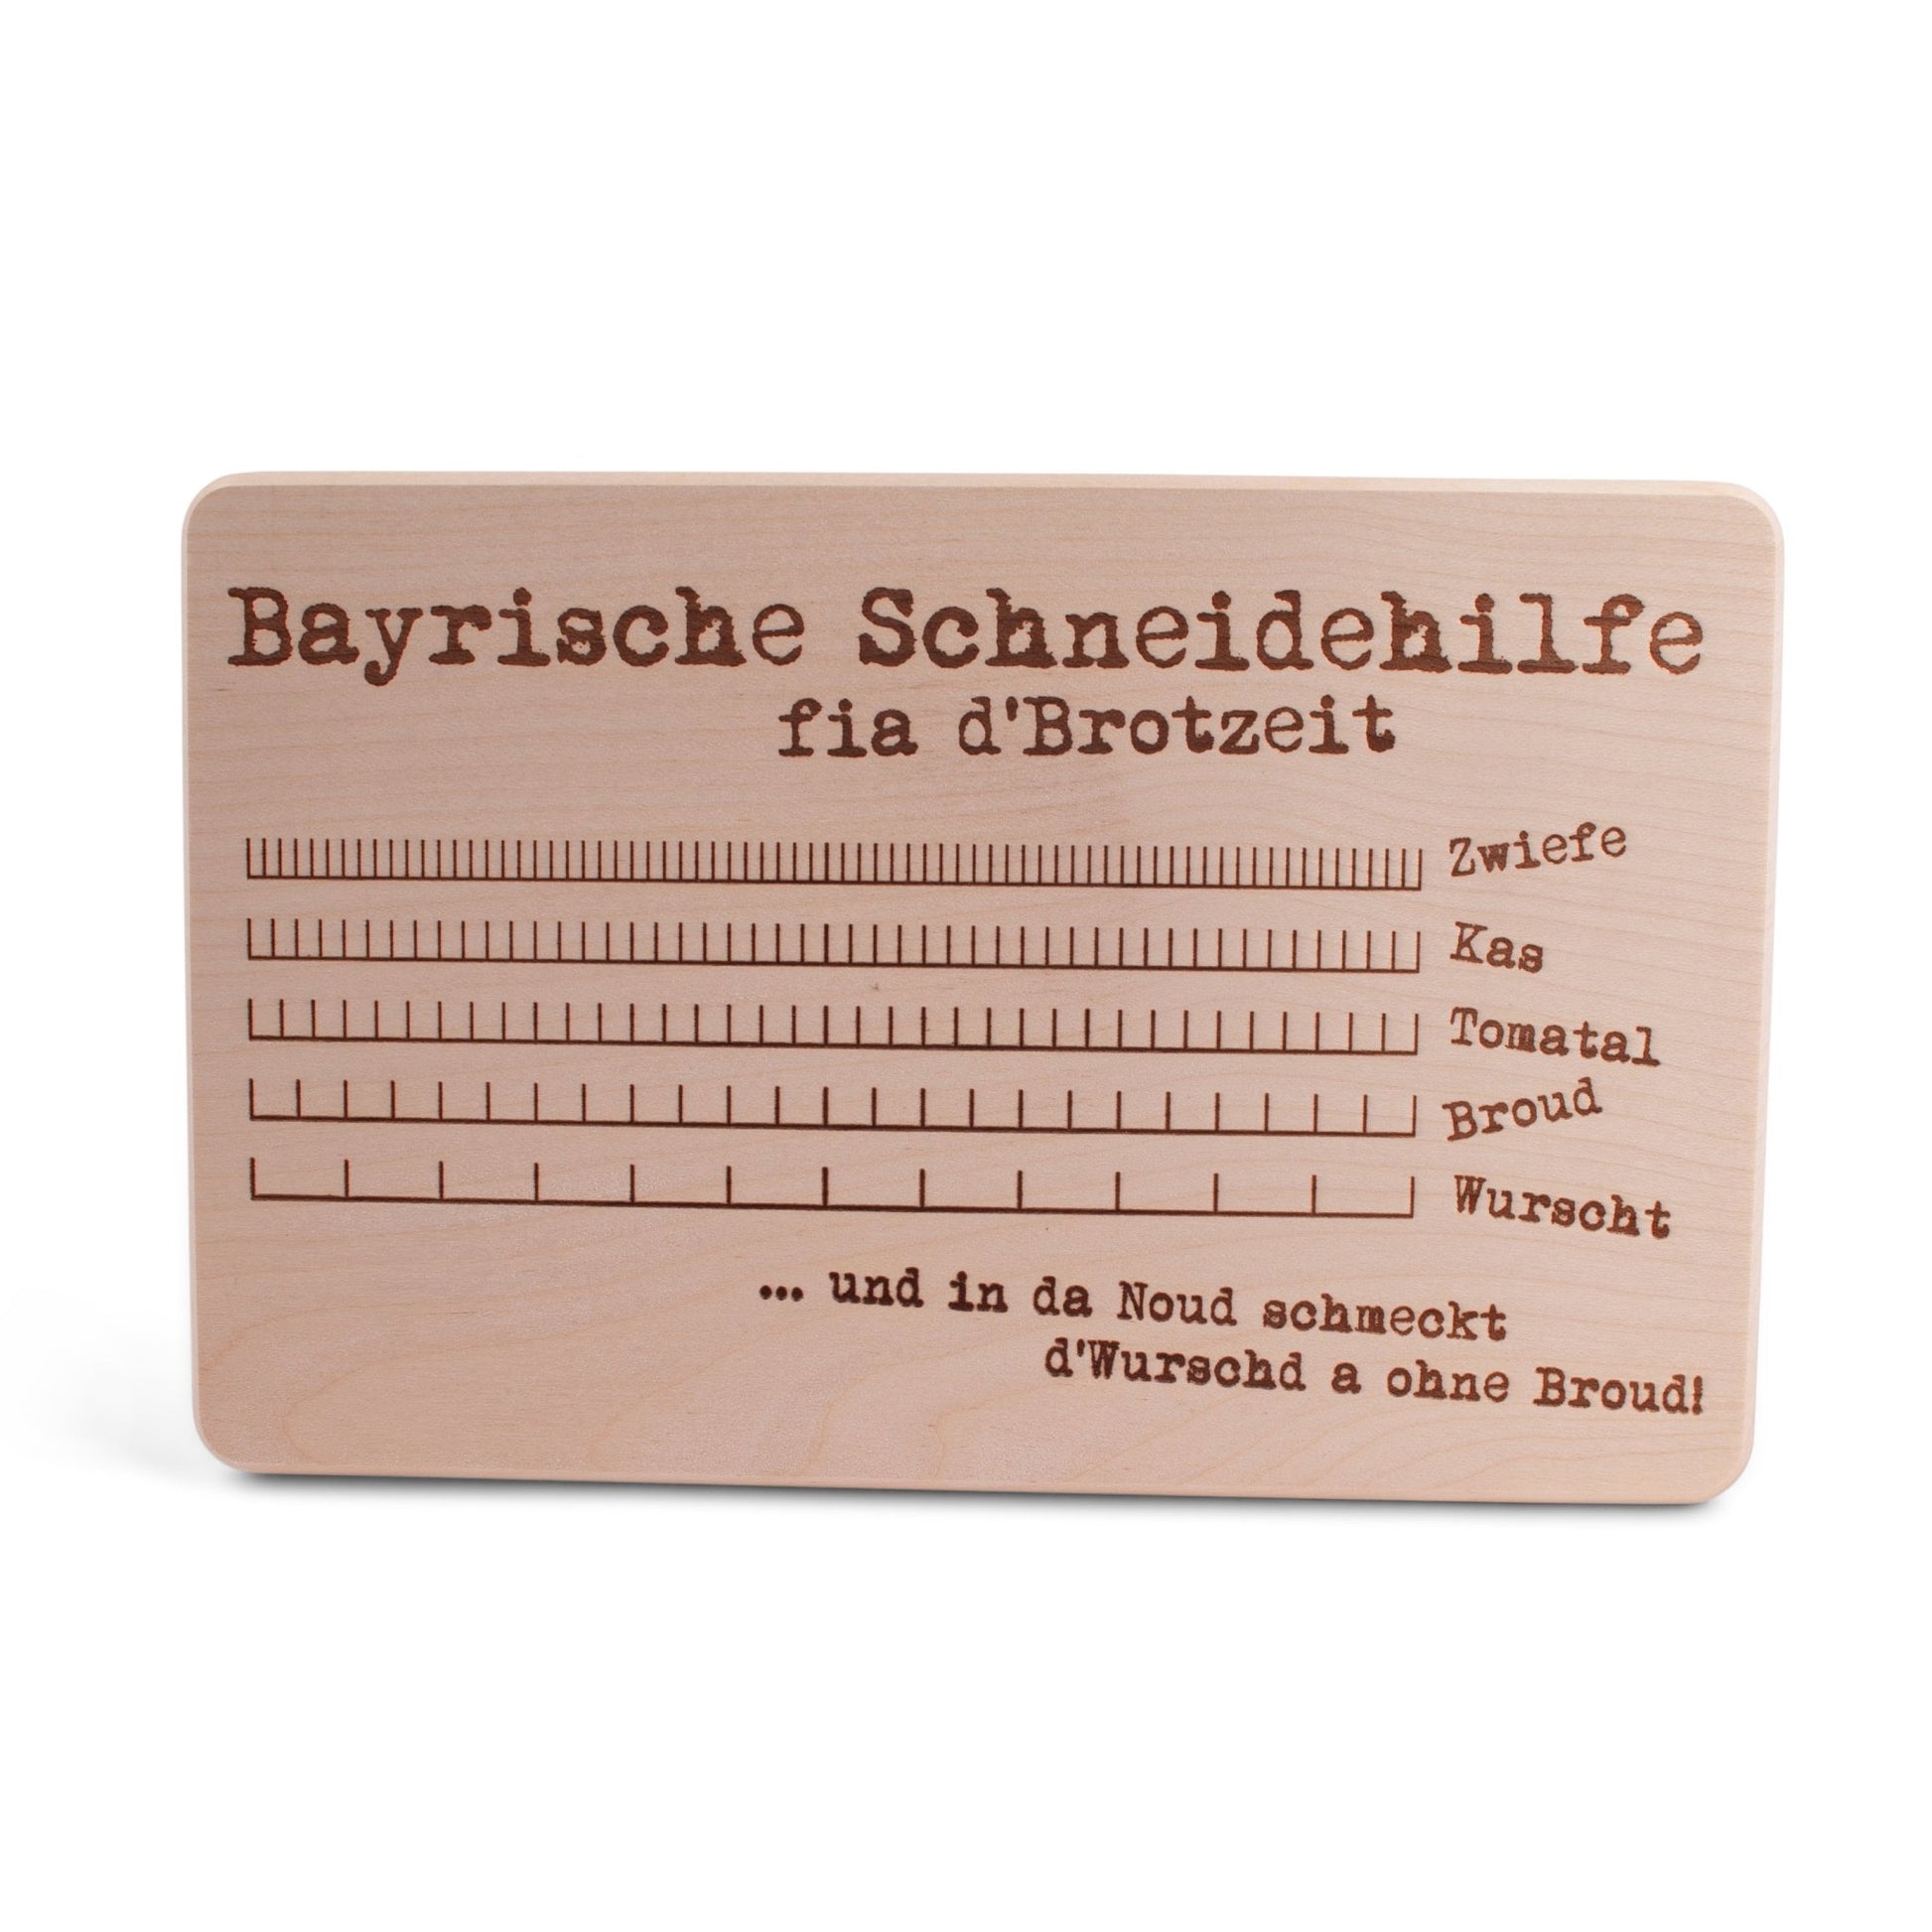 Bayrische Schneidehilfe
fia d'Brotzeit
Zwiefe
Kas
Tomatal
Broud
Wurscht
... und in da Noud schmeckt
d'Wurschd a ohne Broud!